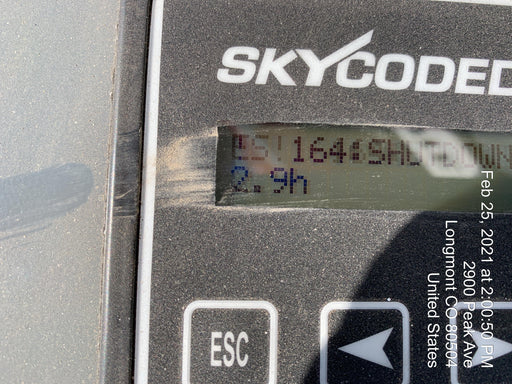 SKYCODED
164:SHUTDOWN
2.9h
ESC
Feb 25, 2021 at 2:00:50 PM
2900 Peak Ave
Longmont CO 80504
United States